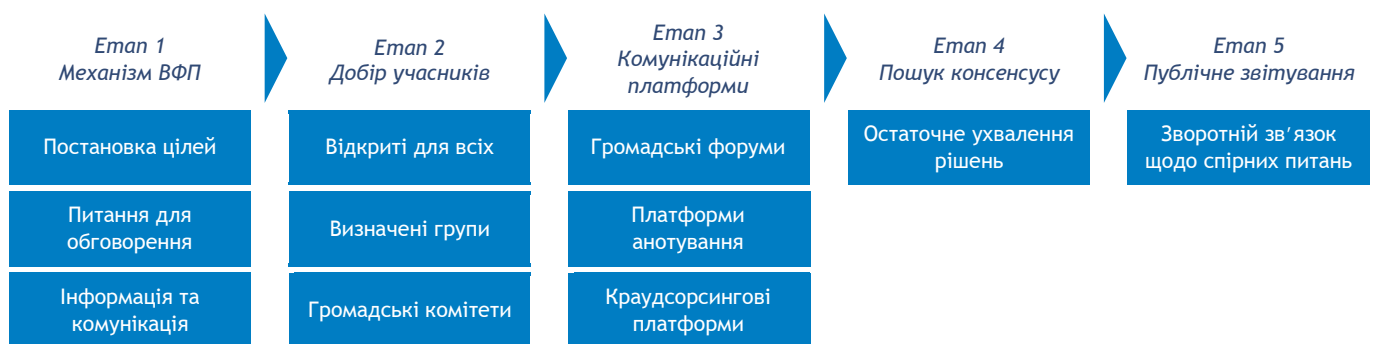 Етап 1
Механізм ВФП
Етап 2
Добір учасників
Етап 3
Комунікаційні
платформи
Етап 4
Пошук консенсусу
Етап 5
Публічне звітування
Постановка цілей
Відкриті для всіх
Громадські форуми
Остаточне ухвалення
рішень
Зворотній зв'язок
щодо спірних питань
Питання для
обговорення
Визначені групи
Платформи
анотування
Інформація та
комунікація
Громадські комітети
Краудсорсингові
платформи